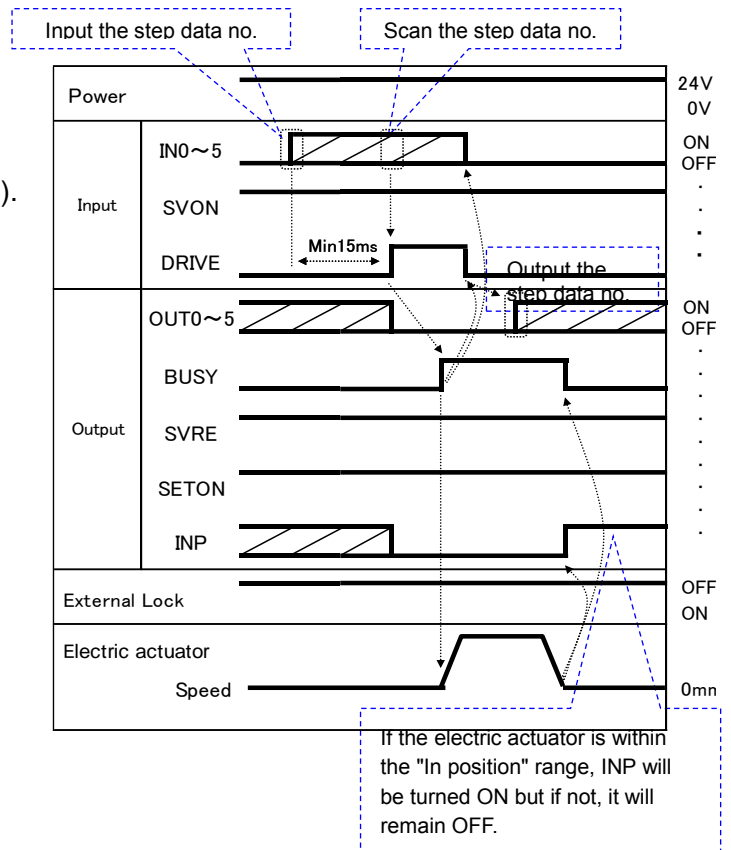 Input the step data no.
Scan the step data no.
Power
24V
0V
).
Input
IN0～5
ON
OFF
SVON
DRIVE
Min15ms
Output the
step data no.
Output
OUT0～5
ON
OFF
BUSY
SVRE
SETON
INP
External Lock
OFF
ON
Electric actuator
Speed
0mm
If the electric actuator is within
the "In position" range, INP will
be turned ON but if not, it will
remain OFF.